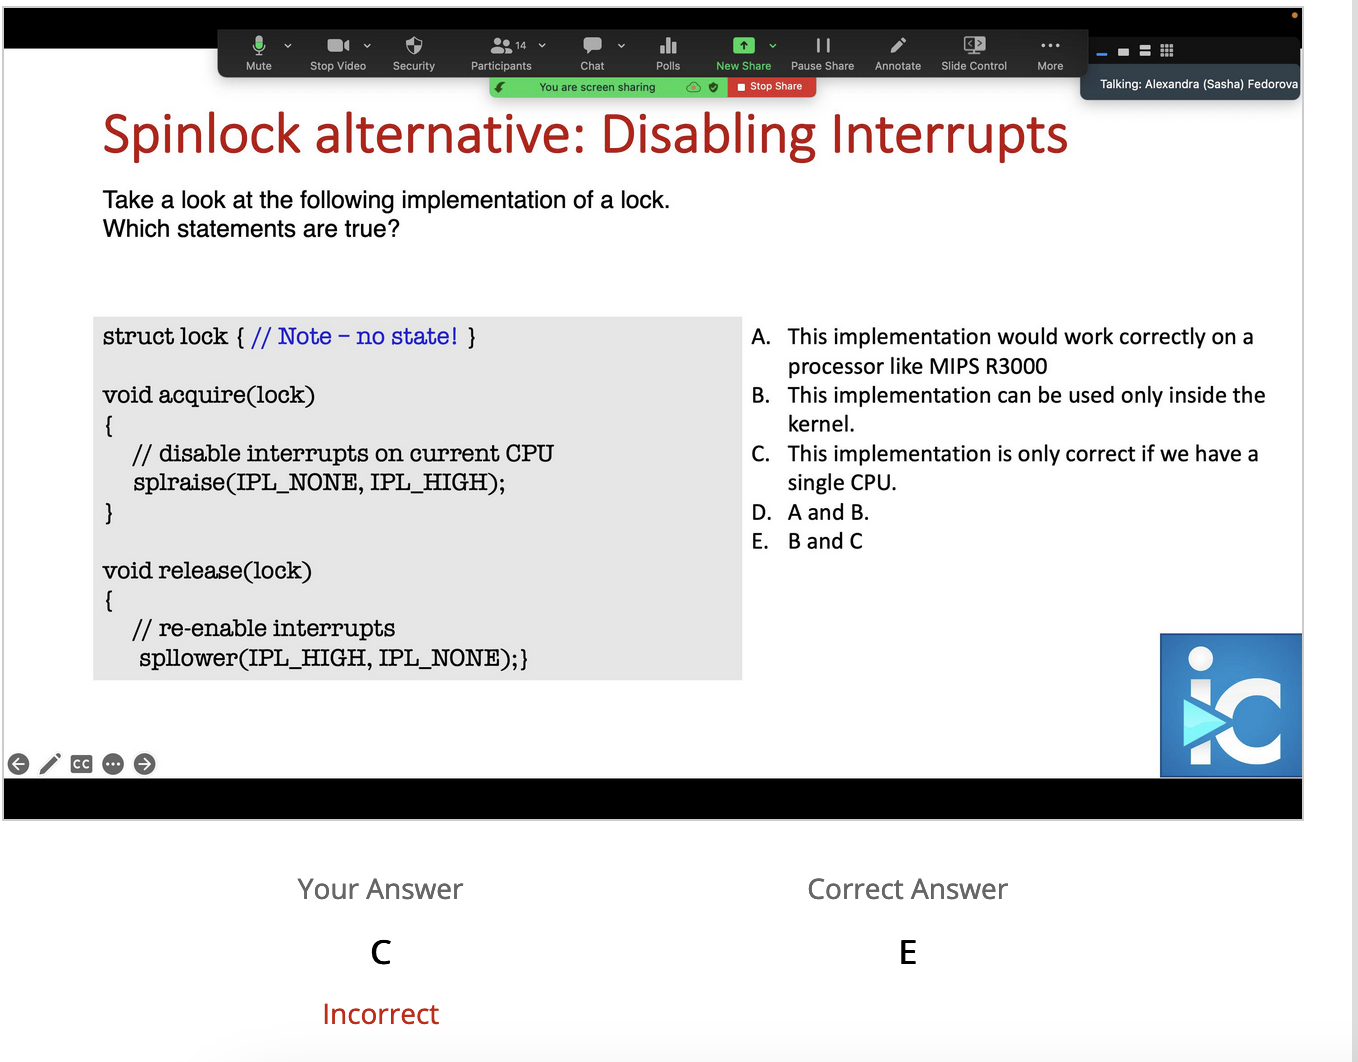 Mute
Stop Video
Security
14
Participants
Chat
Polls
New Share
Pause Share
Annotate
Slide Control
More
You are screen sharing
Stop Share
Talking: Alexandra (Sasha) Fedorova
Spinlock alternative: Disabling Interrupts
Take a look at the following implementation of a lock.
Which statements are true?
struct lock { // Note – no state! }
void acquire(lock)
{
// disable interrupts on current CPU
splraise(IPL_NONE, IPL_HIGH);
}
void release(lock)
{
// re-enable interrupts
spllower(IPL_HIGH, IPL_NONE);}
A. This implementation would work correctly on a
processor like MIPS R3000
B. This implementation can be used only inside the
kernel.
C. This implementation is only correct if we have a
single CPU.
D. A and B.
E. B and C
iC
CC
Your Answer
Correct Answer
C
E
Incorrect